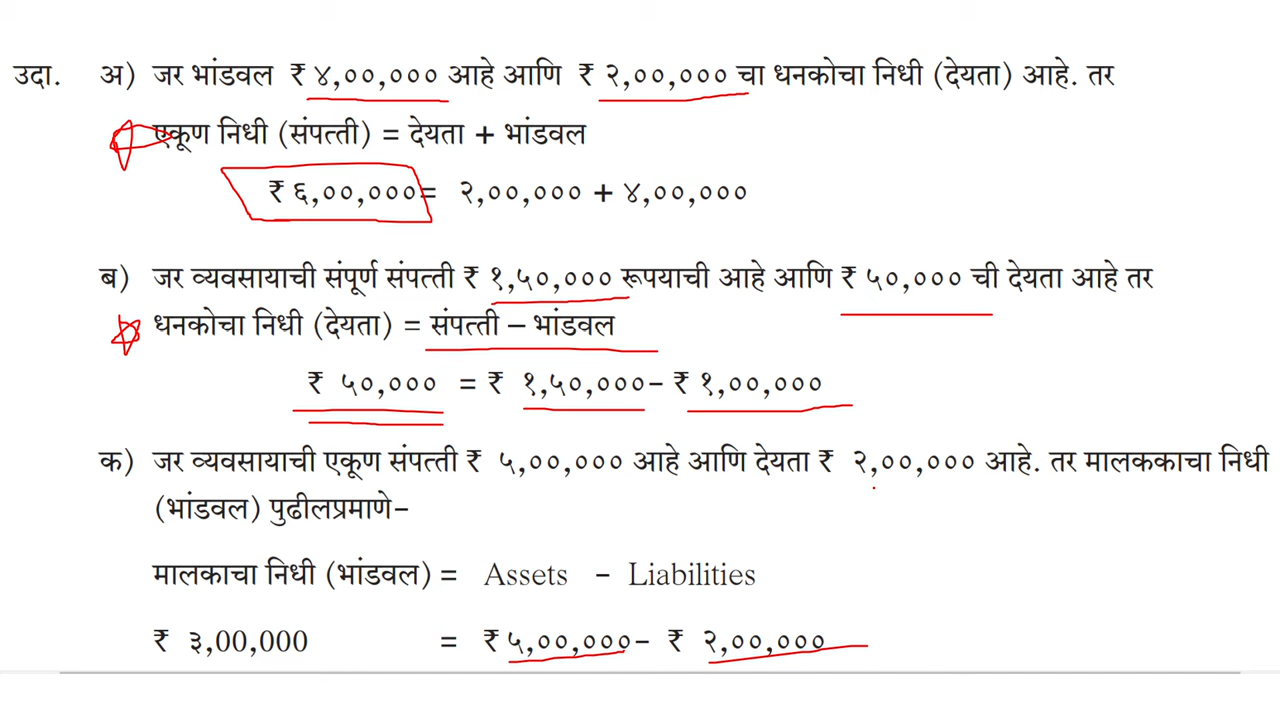 उदा. अ) जर भांडवल ₹ ४,००,००० आहे आणि ₹ २,००,००० चा धनकोचा निधी (देयता) आहे. तर
एकूण निधी (संपत्ती) = देयता + भांडवल
₹ ६,००,००० = २,००,००० + ४,००,०००
ब) जर व्यवसायाची संपूर्ण संपत्ती ₹ १,५०,००० रूपयाची आहे आणि ₹ ५०,००० ची देयता आहे तर
धनकोचा निधी (देयता) = संपत्ती – भांडवल
₹ ५०,००० = ₹ १,५०,००० – ₹ १,००,०००
क) जर व्यवसायाची एकूण संपत्ती ₹ ५,००,००० आहे आणि देयता ₹ २,००,००० आहे. तर मालककाचा निधी
(भांडवल) पुढीलप्रमाणे–
मालकाचा निधी (भांडवल) = Assets – Liabilities
₹ ३,00,000 = ₹ ५,००,००० – ₹ २,००,०००